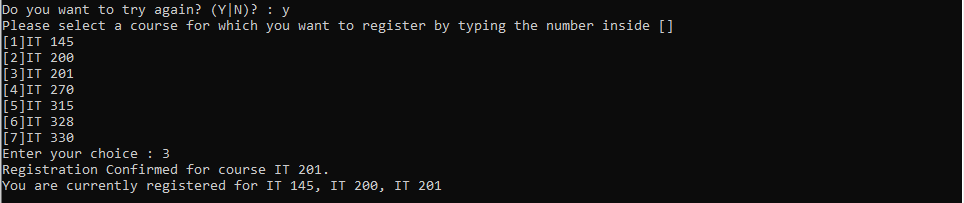 Do you want to try again? (Y|N)? : y
Please select a course for which you want to register by typing the number inside []
[1]IT 145
[2]IT 200
[3]IT 201
[4]IT 270
[5]IT 315
[6]IT 328
[7]IT 330
Enter your choice : 3
Registration Confirmed for course IT 201.
You are currently registered for IT 145, IT 200, IT 201